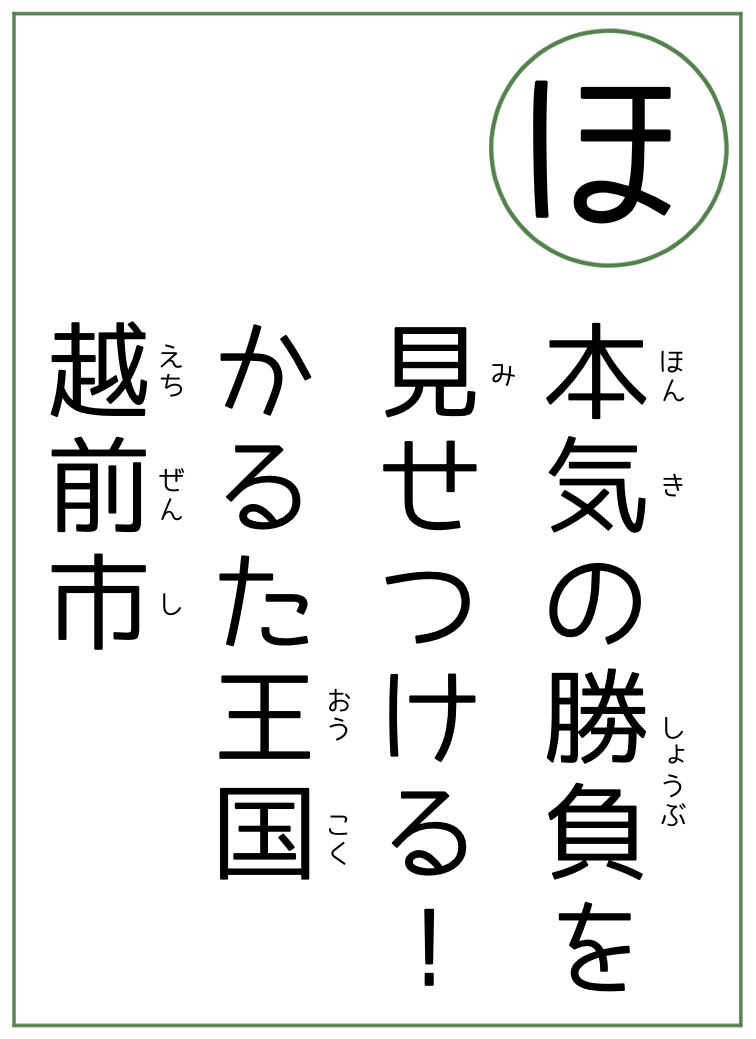 ほ
本気の勝負を
ほんき しょうぶ
見せつける!
み
かるた王国
おうこく
越前市
えちぜんし